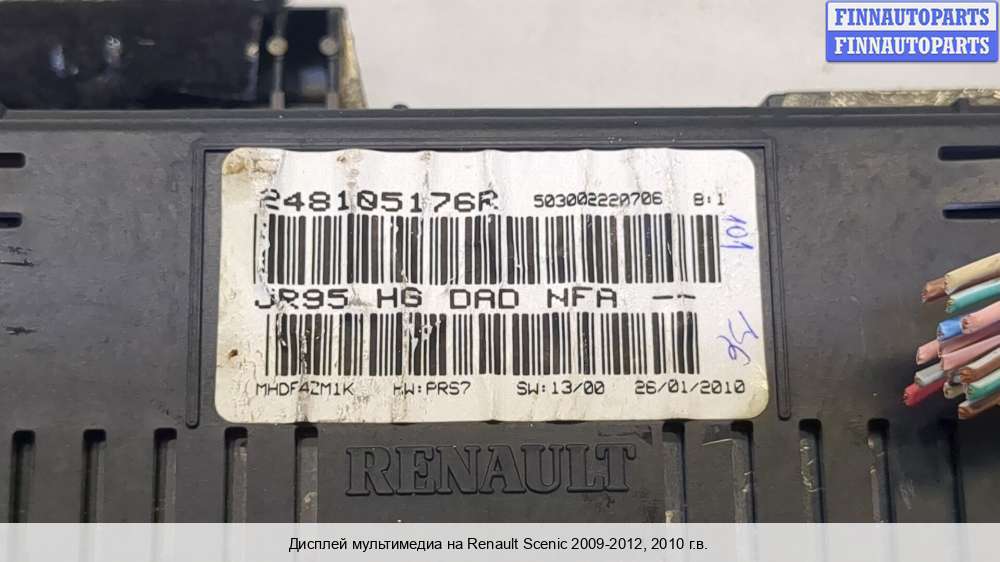 FINNAUTOPARTS
FINNAUTOPARTS
248105176R 503002220706 8:1
101
JR95 HG DAD NFA --
MHDF4ZM1K HW:PRS7 SW:13/00 26/01/2010
RENAULT
Дисплей мультимедиа на Renault Scenic 2009-2012, 2010 г.в.